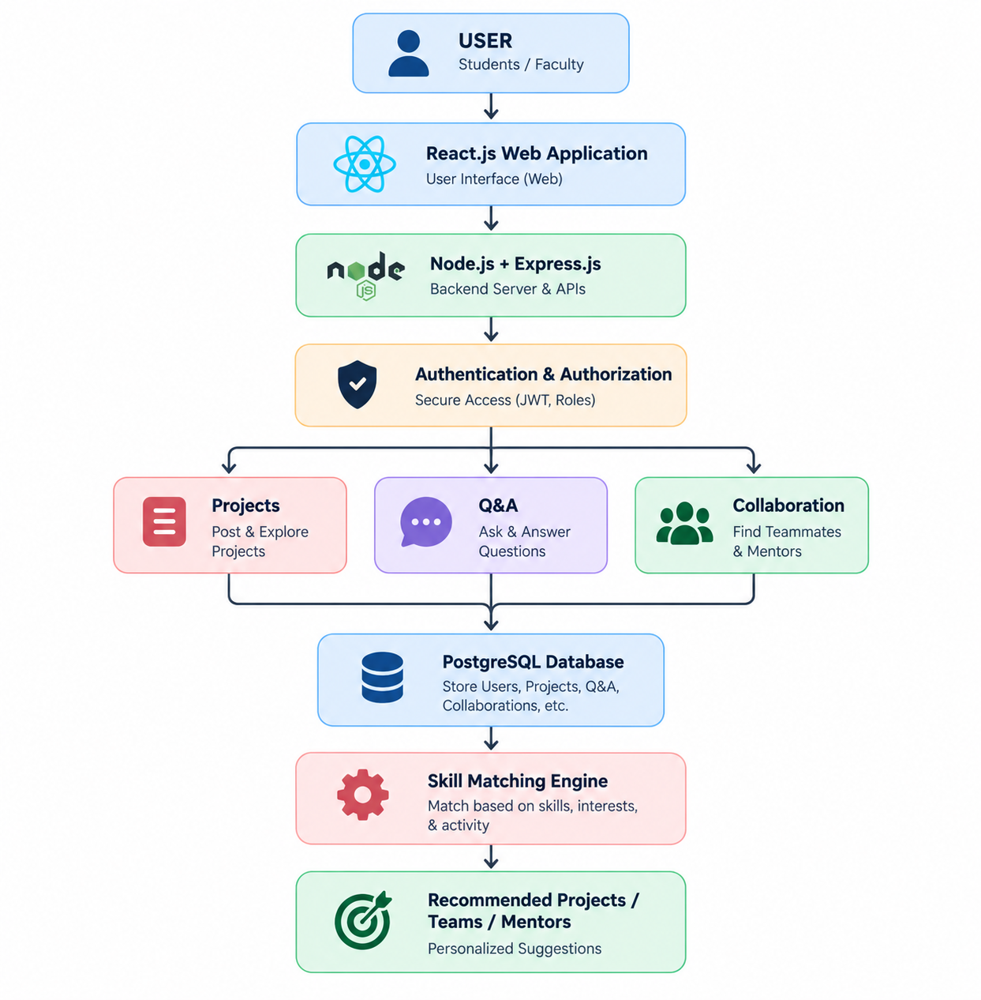 USER
Students / Faculty
React.js Web Application
User Interface (Web)
node
JS
Node.js + Express.js
Backend Server & APIs
Authentication & Authorization
Secure Access (JWT, Roles)
Projects
Post & Explore
Projects
Q&A
Ask & Answer
Questions
Collaboration
Find Teammates
& Mentors
PostgreSQL Database
Store Users, Projects, Q&A,
Collaborations, etc.
Skill Matching Engine
Match based on skills, interests,
& activity
Recommended Projects /
Teams / Mentors
Personalized Suggestions